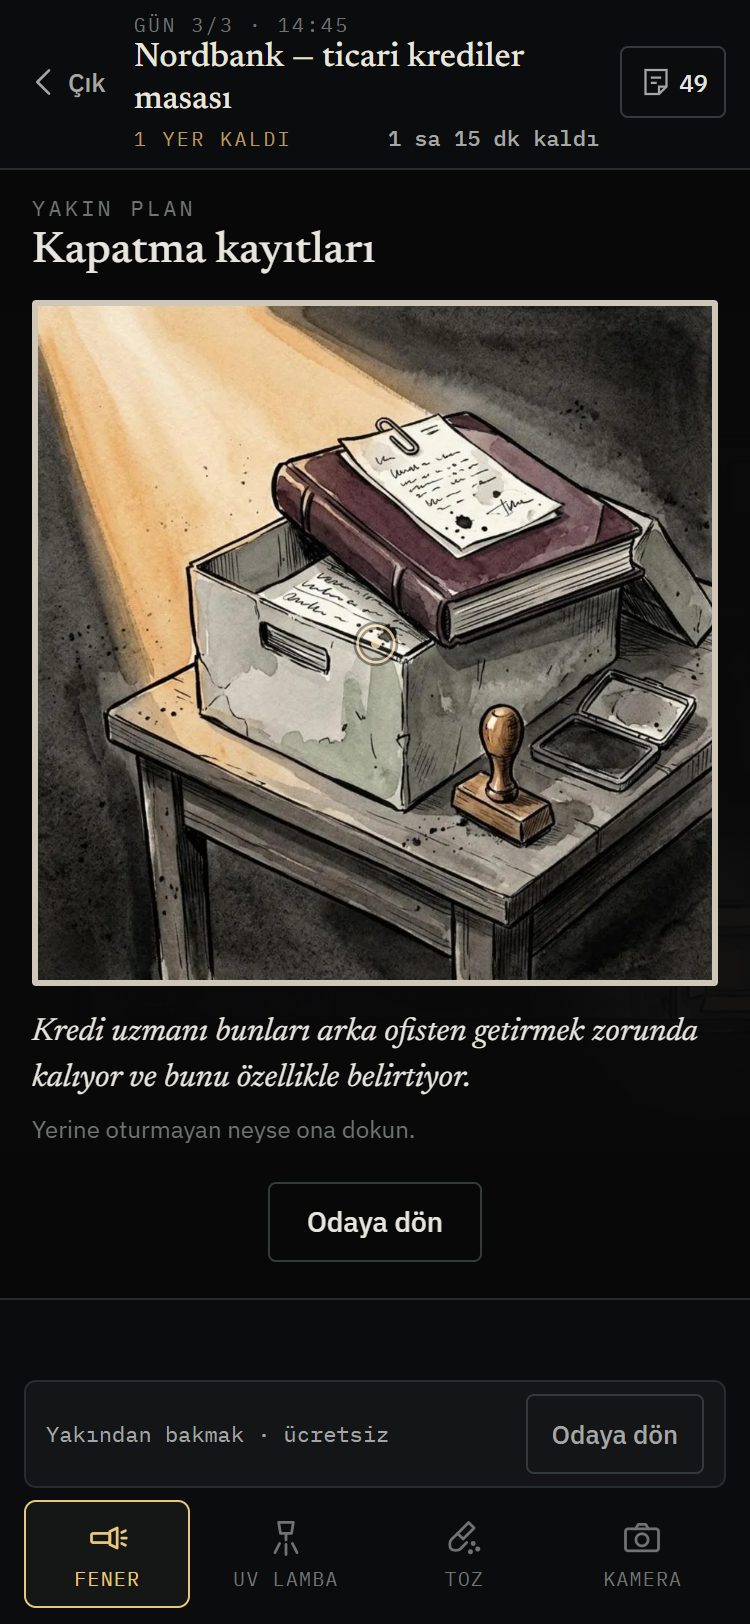 GÜN 3/3 · 14:45
Çık
Nordbank – ticari krediler
masası
49
1 YER KALDI
1 sa 15 dk kaldı
YAKIN PLAN
Kapatma kayıtları
Kredi uzmanı bunları arka ofisten getirmek zorunda
kalıyor ve bunu özellikle belirtiyor.
Yerine oturmayan neyse ona dokun.
Odaya dön
Yakından bakmak · ücretsiz
Odaya dön
FENER
UV LAMBA
TOZ
KAMERA